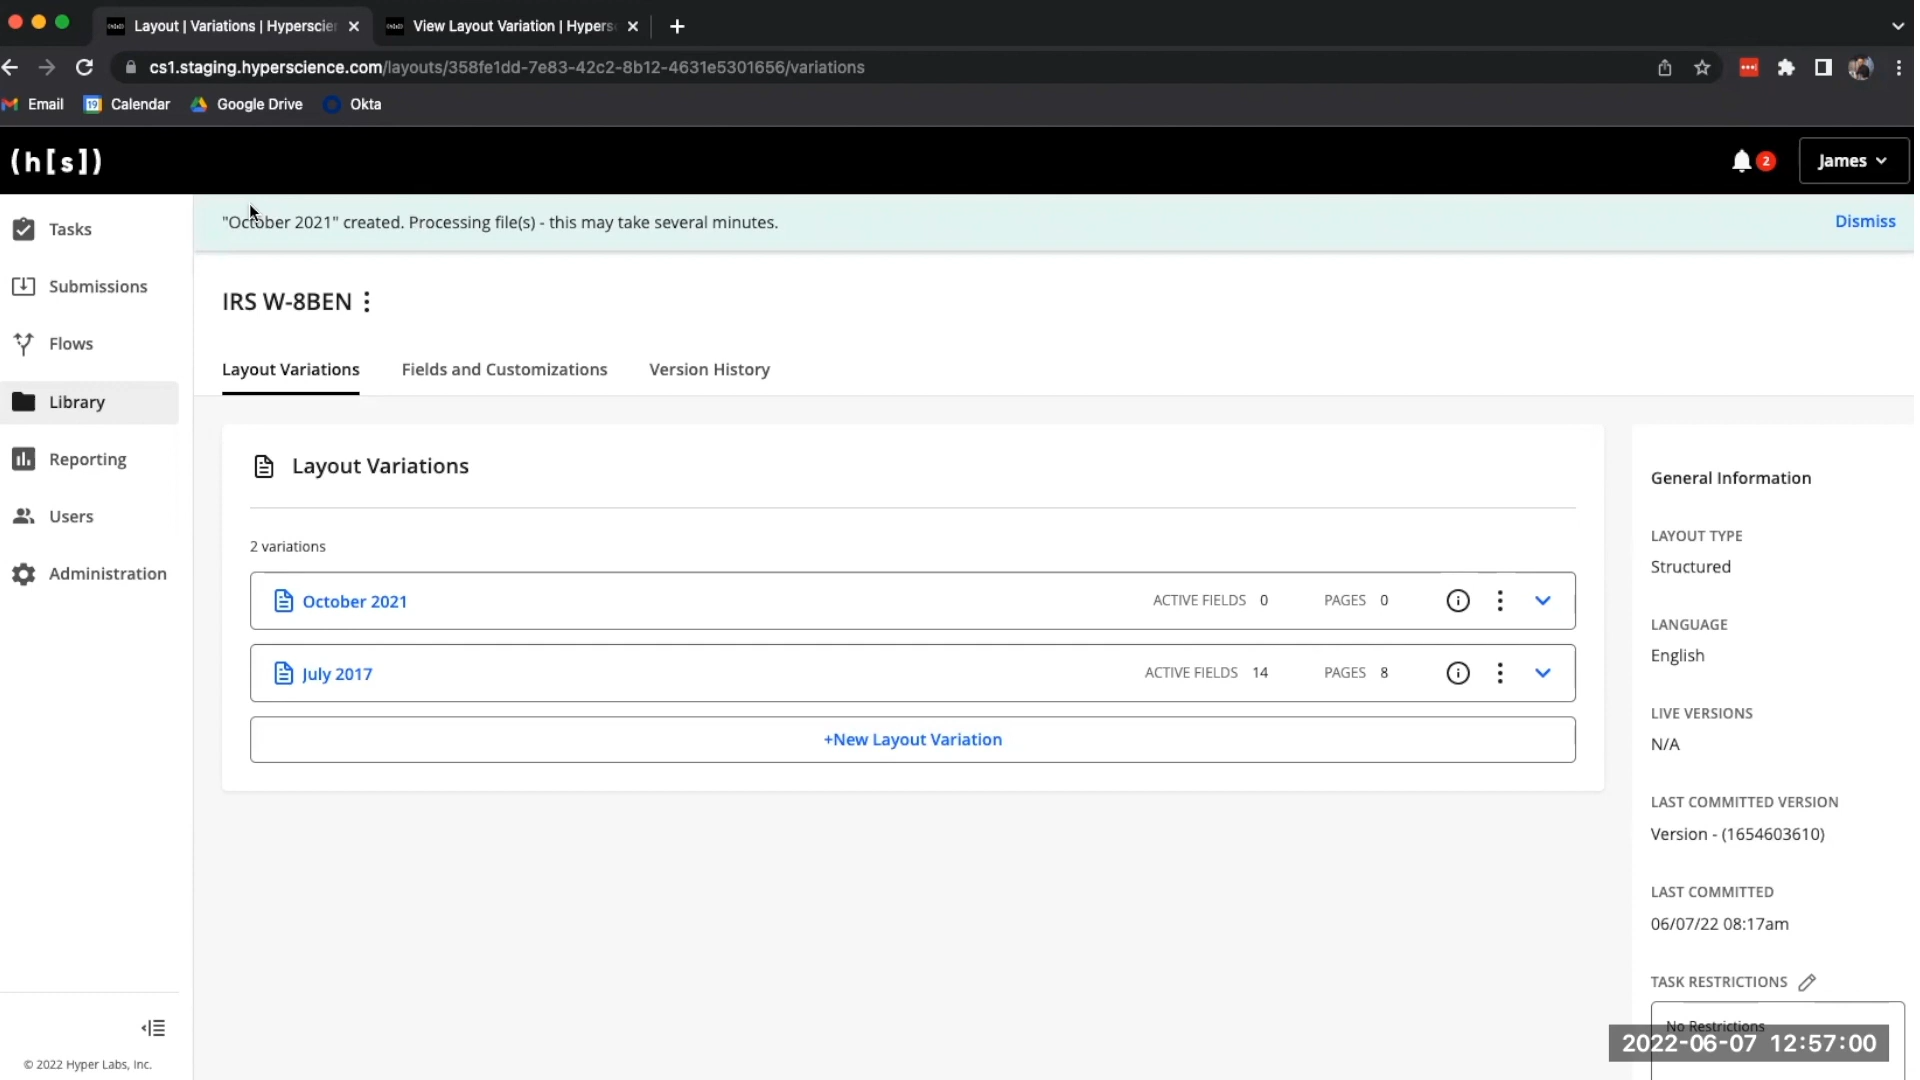 Layout | Variations | Hyperscie
View Layout Variation | Hypers
cs1.staging.hyperscience.com/layouts/358fe1dd-7e83-42c2-8b12-4631e5301656/variations
Email
19
Calendar
Google Drive
Okta
(h[s])
2
James
"October 2021" created. Processing file(s) - this may take several minutes.
Dismiss
Tasks
Submissions
Flows
Library
Reporting
Users
Administration
© 2022 Hyper Labs, Inc.
IRS W-8BEN
Layout Variations
Fields and Customizations
Version History
Layout Variations
2 variations
October 2021
ACTIVE FIELDS 0
PAGES 0
July 2017
ACTIVE FIELDS 14
PAGES 8
+New Layout Variation
General Information
LAYOUT TYPE
Structured
LANGUAGE
English
LIVE VERSIONS
N/A
LAST COMMITTED VERSION
Version - (1654603610)
LAST COMMITTED
06/07/22 08:17am
TASK RESTRICTIONS
No Restrictions
2022-06-07 12:57:00